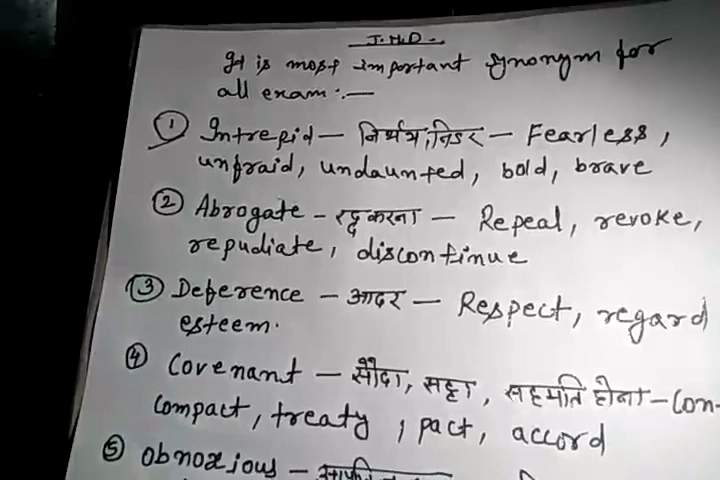 J.H.D.
It is most important synonym for
all exam :—
① Intrepid — निर्भय, निडर — Fearless,
unfraid, undaunted, bold, brave
② Abrogate — रद्द करना — Repeal, revoke,
repudiate, discontinue
③ Deference — आदर — Respect, regard
esteem.
④ Covenant — सौदा, सट्टा, सहमति होना — Con-
compact, treaty, pact, accord
⑤ Obnoxious —